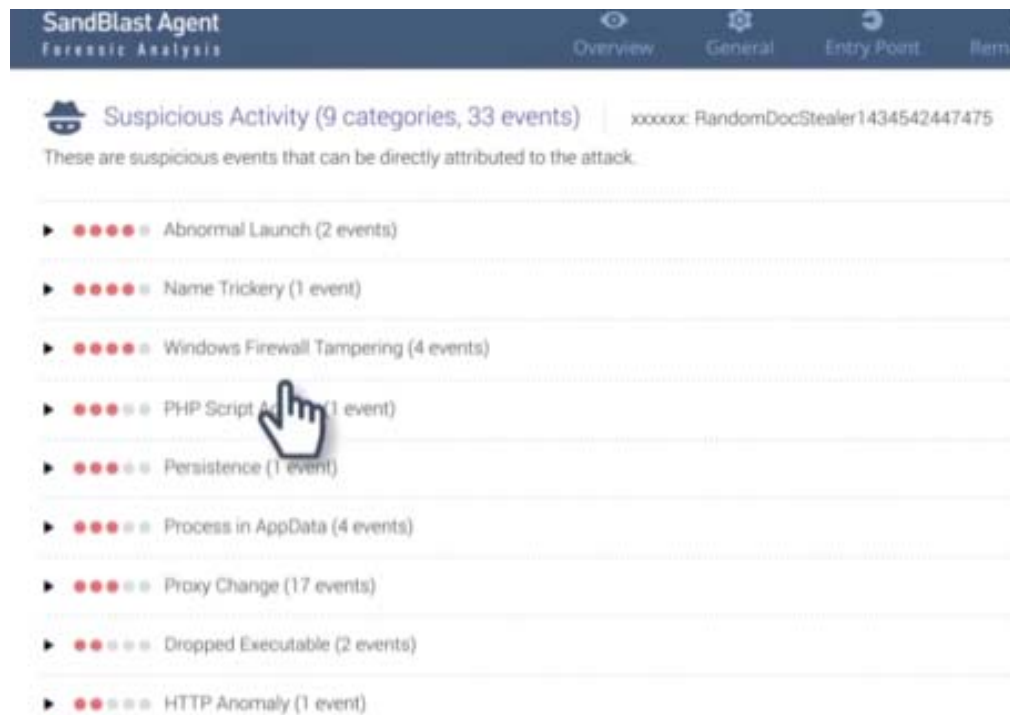 SandBlast Agent
Forensic Analysis
Overview General Entry Point Rem
Suspicious Activity (9 categories, 33 events) xxxxxx: RandomDocStealer1434542447475
These are suspicious events that can be directly attributed to the attack.
Abnormal Launch (2 events)
Name Trickery (1 event)
Windows Firewall Tampering (4 events)
PHP Script (1 event)
Persistence (1 event)
Process in AppData (4 events)
Proxy Change (17 events)
Dropped Executable (2 events)
HTTP Anomaly (1 event)